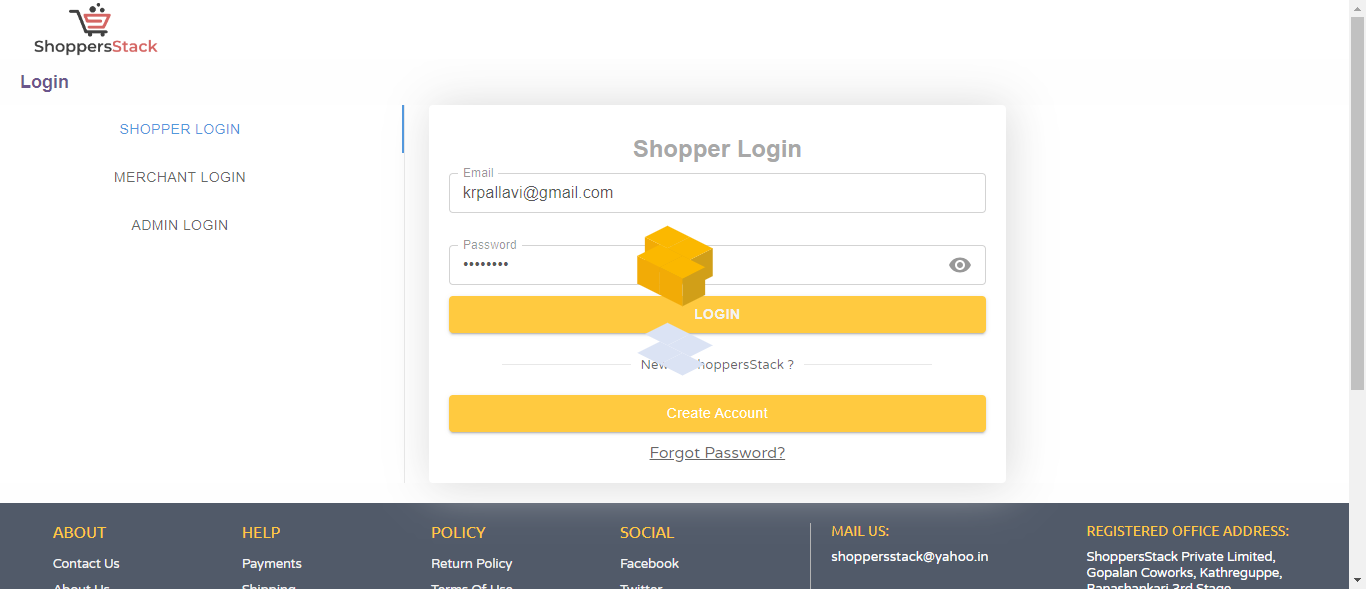 ShoppersStack
Login
SHOPPER LOGIN
MERCHANT LOGIN
ADMIN LOGIN
Shopper Login
Email
krpallavi@gmail.com
Password
••••••••
LOGIN
New ShoppersStack ?
Create Account
Forgot Password?
ABOUT
Contact Us
About Us
HELP
Payments
Shipping
POLICY
Return Policy
Terms Of Use
SOCIAL
Facebook
Twitter
MAIL US:
shoppersstack@yahoo.in
REGISTERED OFFICE ADDRESS:
ShoppersStack Private Limited,
Gopalan Coworks, Kathreguppe,
Banashankari 3rd Stage